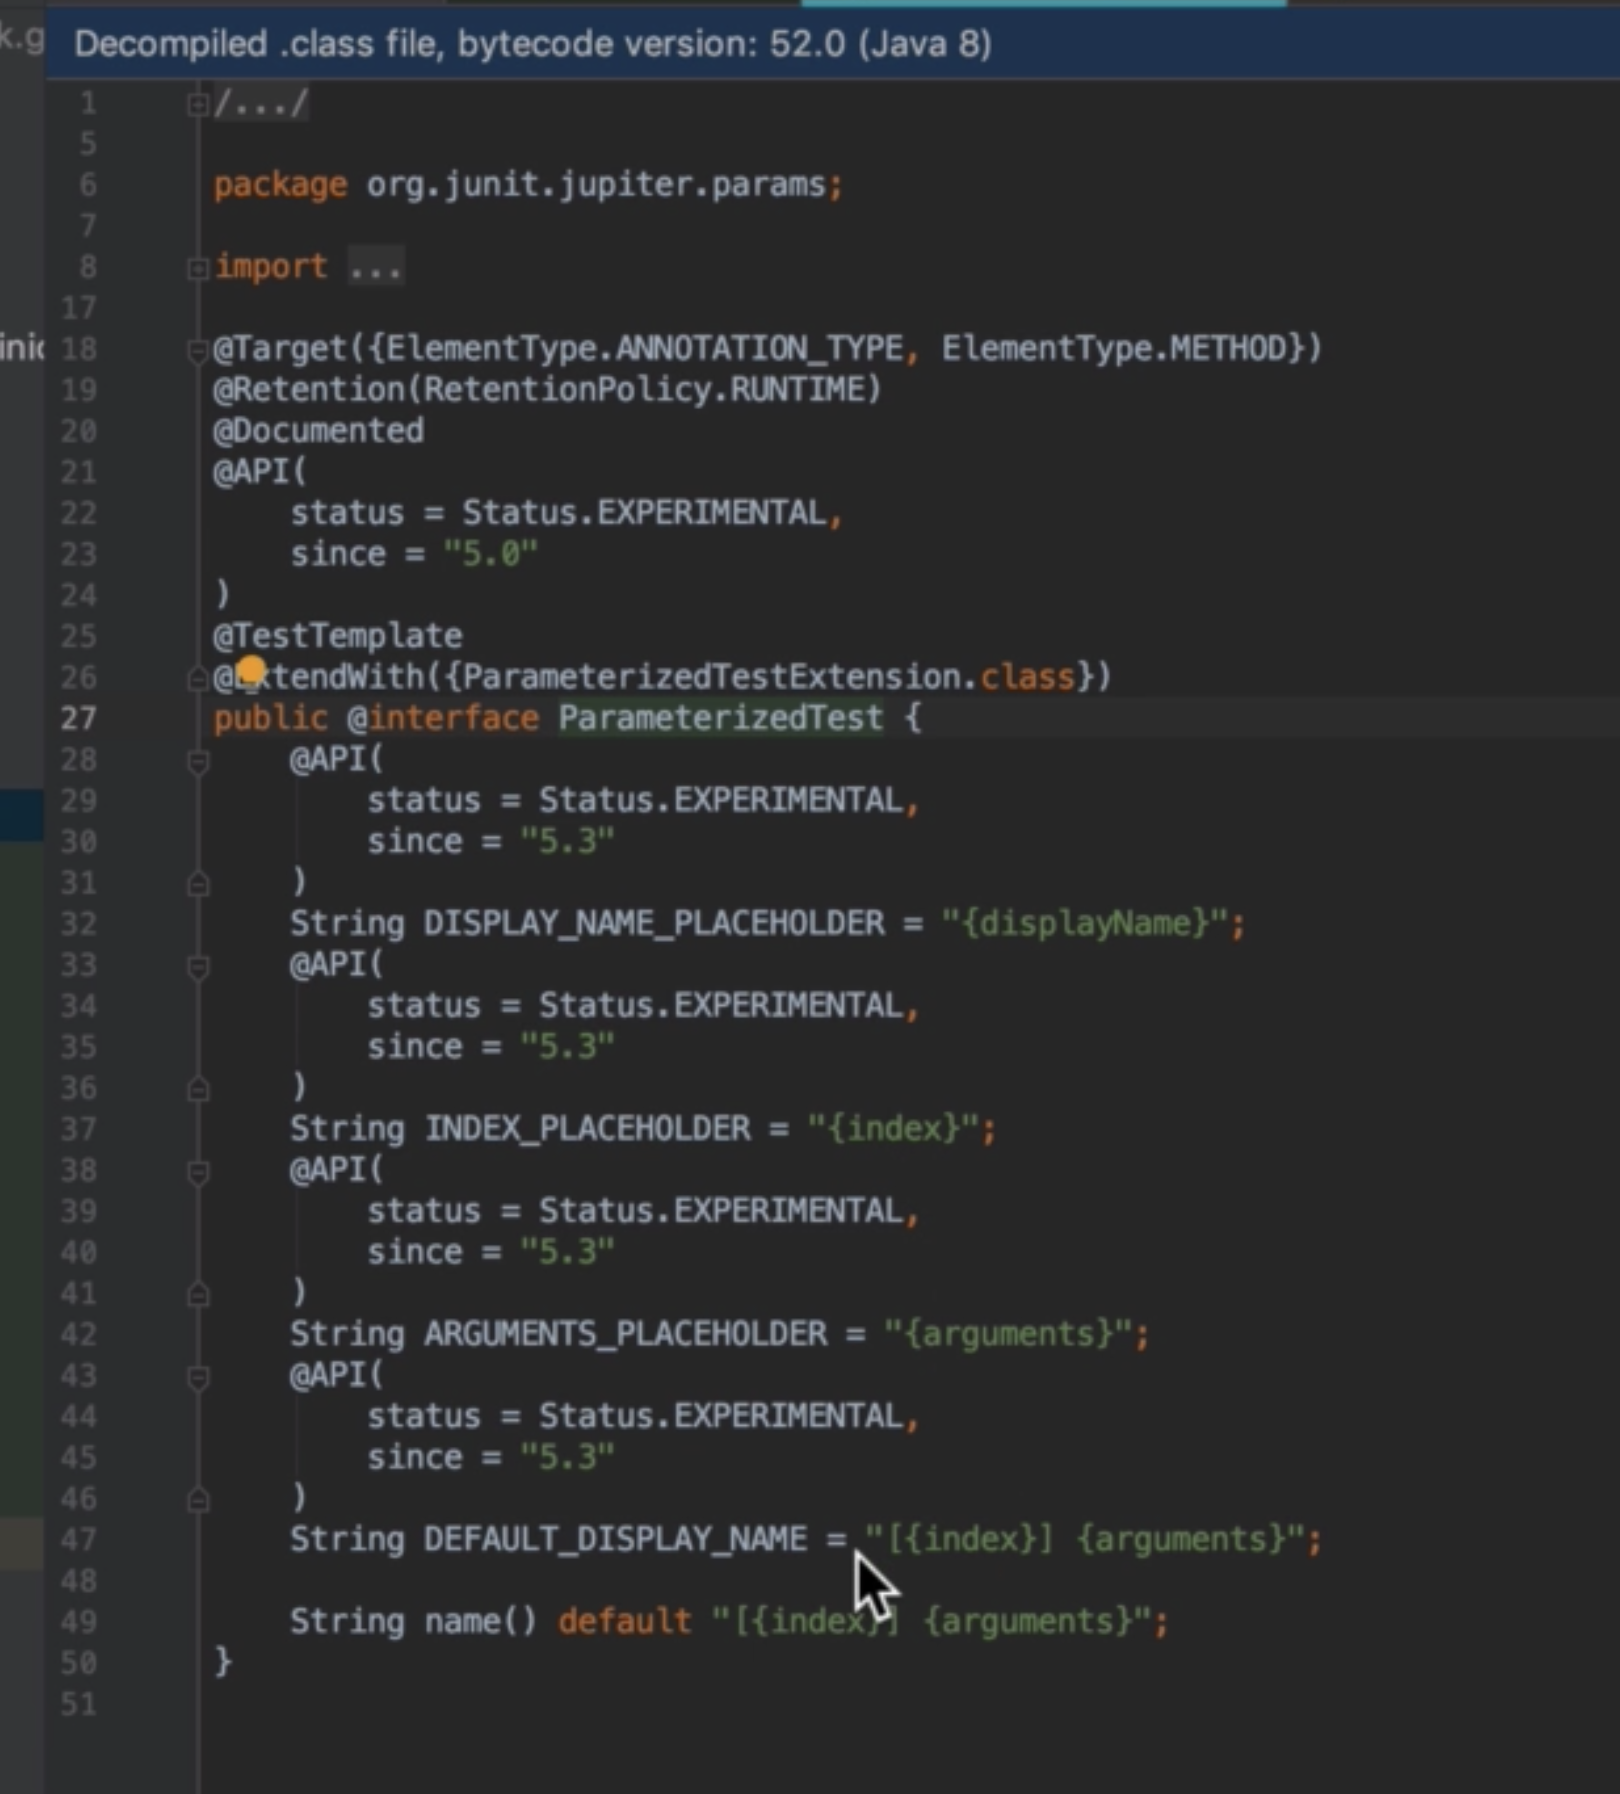 k.g
Decompiled .class file, bytecode version: 52.0 (Java 8)
1 /.../
5
6 package org.junit.jupiter.params;
7
8 import ...
17
18 @Target({ElementType.ANNOTATION_TYPE, ElementType.METHOD})
19 @Retention(RetentionPolicy.RUNTIME)
20 @Documented
21 @API(
22 status = Status.EXPERIMENTAL,
23 since = "5.0"
24 )
25 @TestTemplate
26 @ExtendWith({ParameterizedTestExtension.class})
27 public @interface ParameterizedTest {
28 @API(
29 status = Status.EXPERIMENTAL,
30 since = "5.3"
31 )
32 String DISPLAY_NAME_PLACEHOLDER = "{displayName}";
33 @API(
34 status = Status.EXPERIMENTAL,
35 since = "5.3"
36 )
37 String INDEX_PLACEHOLDER = "{index}";
38 @API(
39 status = Status.EXPERIMENTAL,
40 since = "5.3"
41 )
42 String ARGUMENTS_PLACEHOLDER = "{arguments}";
43 @API(
44 status = Status.EXPERIMENTAL,
45 since = "5.3"
46 )
47 String DEFAULT_DISPLAY_NAME = "[{index}] {arguments}";
48
49 String name() default "[{index}] {arguments}";
50 }
51